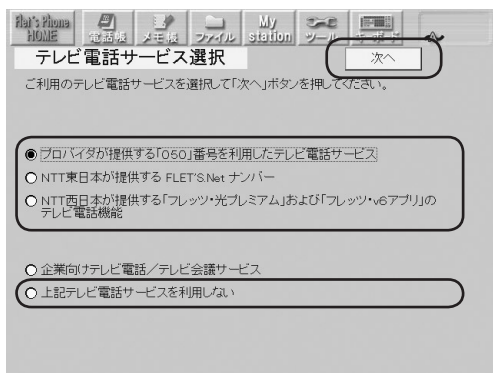 Flet's Phone
HOME
電話帳
メモ帳
ファイル
My
station
ツール
キーボード
テレビ電話サービス選択
次へ
ご利用のテレビ電話サービスを選択して「次へ」ボタンを押してください。
プロバイダが提供する「050」番号を利用したテレビ電話サービス
NTT東日本が提供する FLET'S.Net ナンバー
NTT西日本が提供する「フレッツ・光プレミアム」および「フレッツ・v6アプリ」の
テレビ電話機能
企業向けテレビ電話/テレビ会議サービス
上記テレビ電話サービスを利用しない